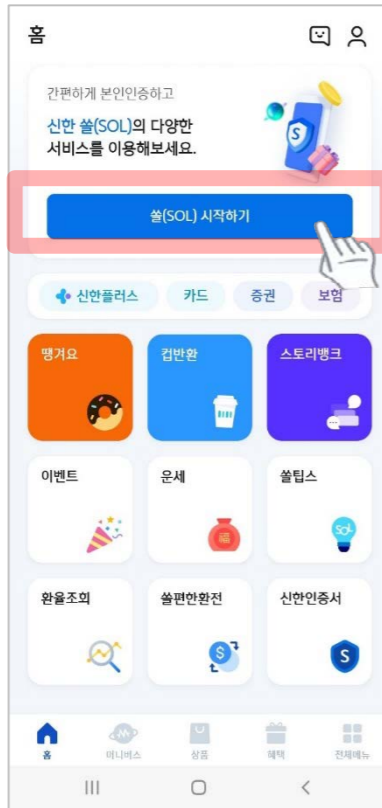 홈
간편하게 본인인증하고
신한 쏠(SOL)의 다양한
서비스를 이용해보세요.
S
쏠(SOL) 시작하기
신한플러스 카드 증권 보험
땡겨요 컵반환 스토리뱅크
이벤트 운세 쏠팁스
SOL
환율조회 쏠편한환전 신한인증서
S
홈 머니버스 상품 혜택 전체메뉴